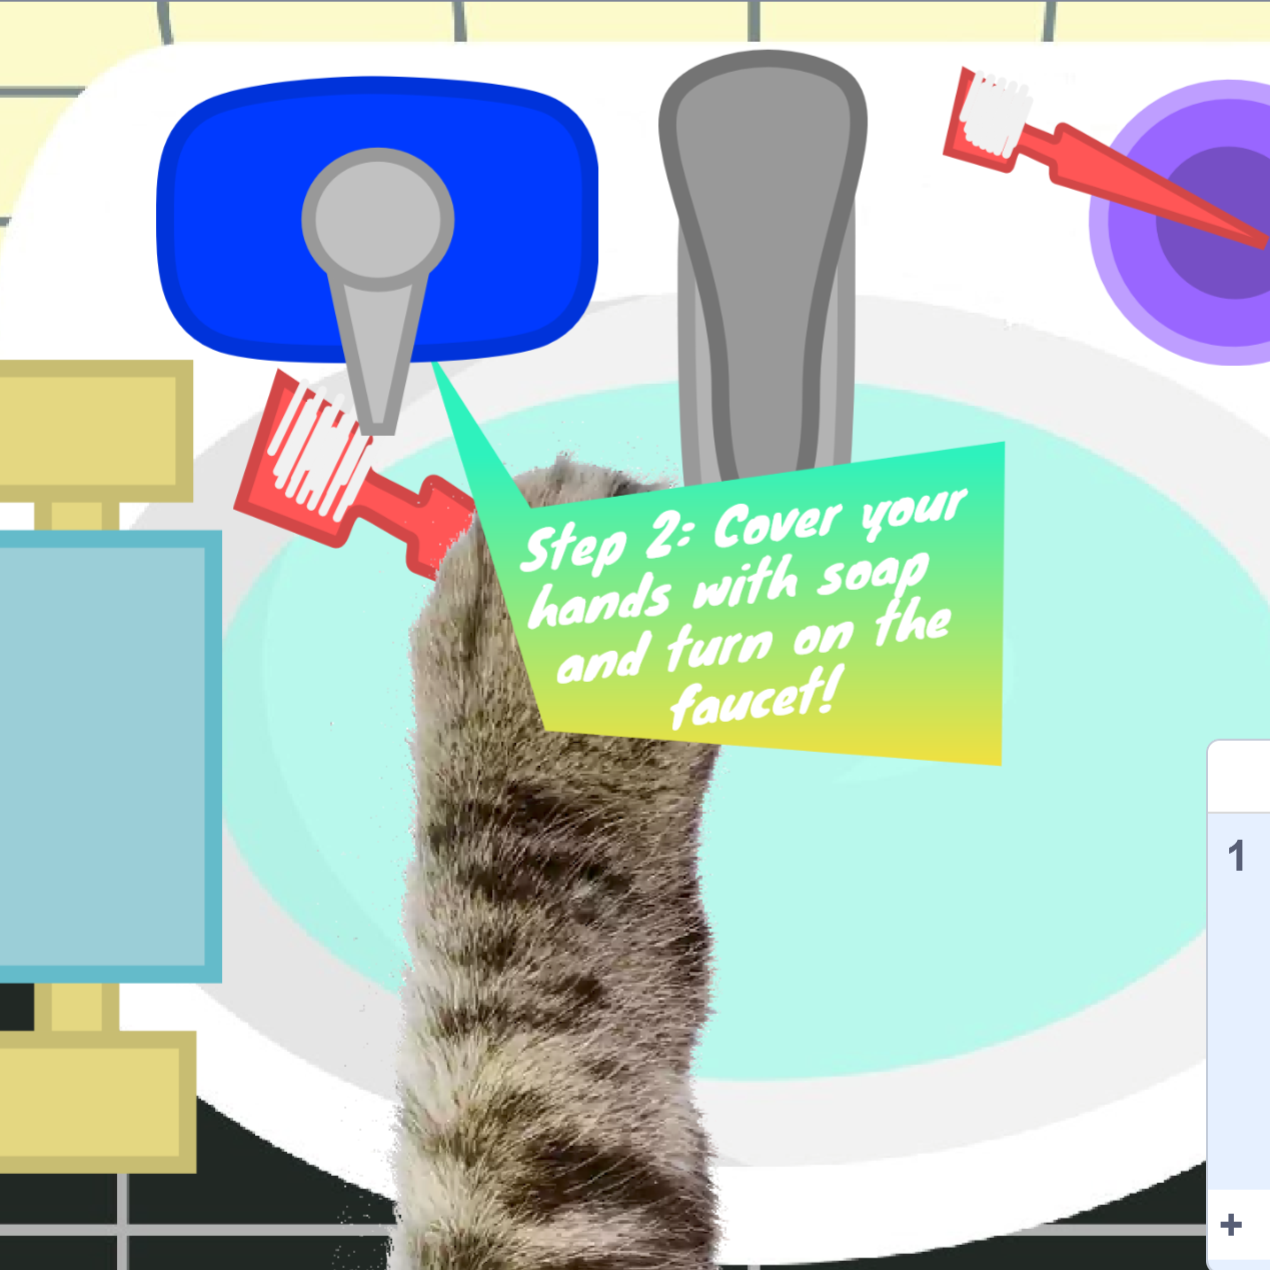 Step 2: Cover your
hands with soap
and turn on the
faucet!
1
+